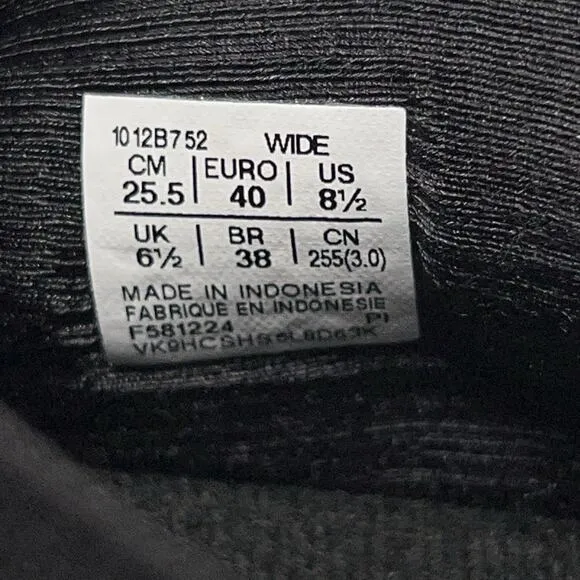 1012B752 WIDE
CM | EURO | US
25.5 | 40 | 8½
UK | BR | CN
6½ | 38 | 255(3.0)
MADE IN INDONESIA
FABRIQUE EN INDONESIE
F581224 PI